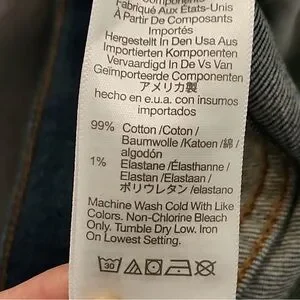 Components
Fabriqué Aux États-Unis
À Partir De Composants
Importés
Hergestellt In Den Usa Aus
Importierten Komponenten
Vervaardigd In De Vs Van
Geïmporteerde Componenten
アメリカ製
hecho en e.u.a. con insumos
importados
99% Cotton /Coton /
Baumwolle /Katoen /綿 /
algodón
1% Elastane /Élasthanne /
Elastan /Elastaan /
ポリウレタン /elastano
Machine Wash Cold With Like
Colors. Non-Chlorine Bleach
Only. Tumble Dry Low. Iron
On Lowest Setting.
30